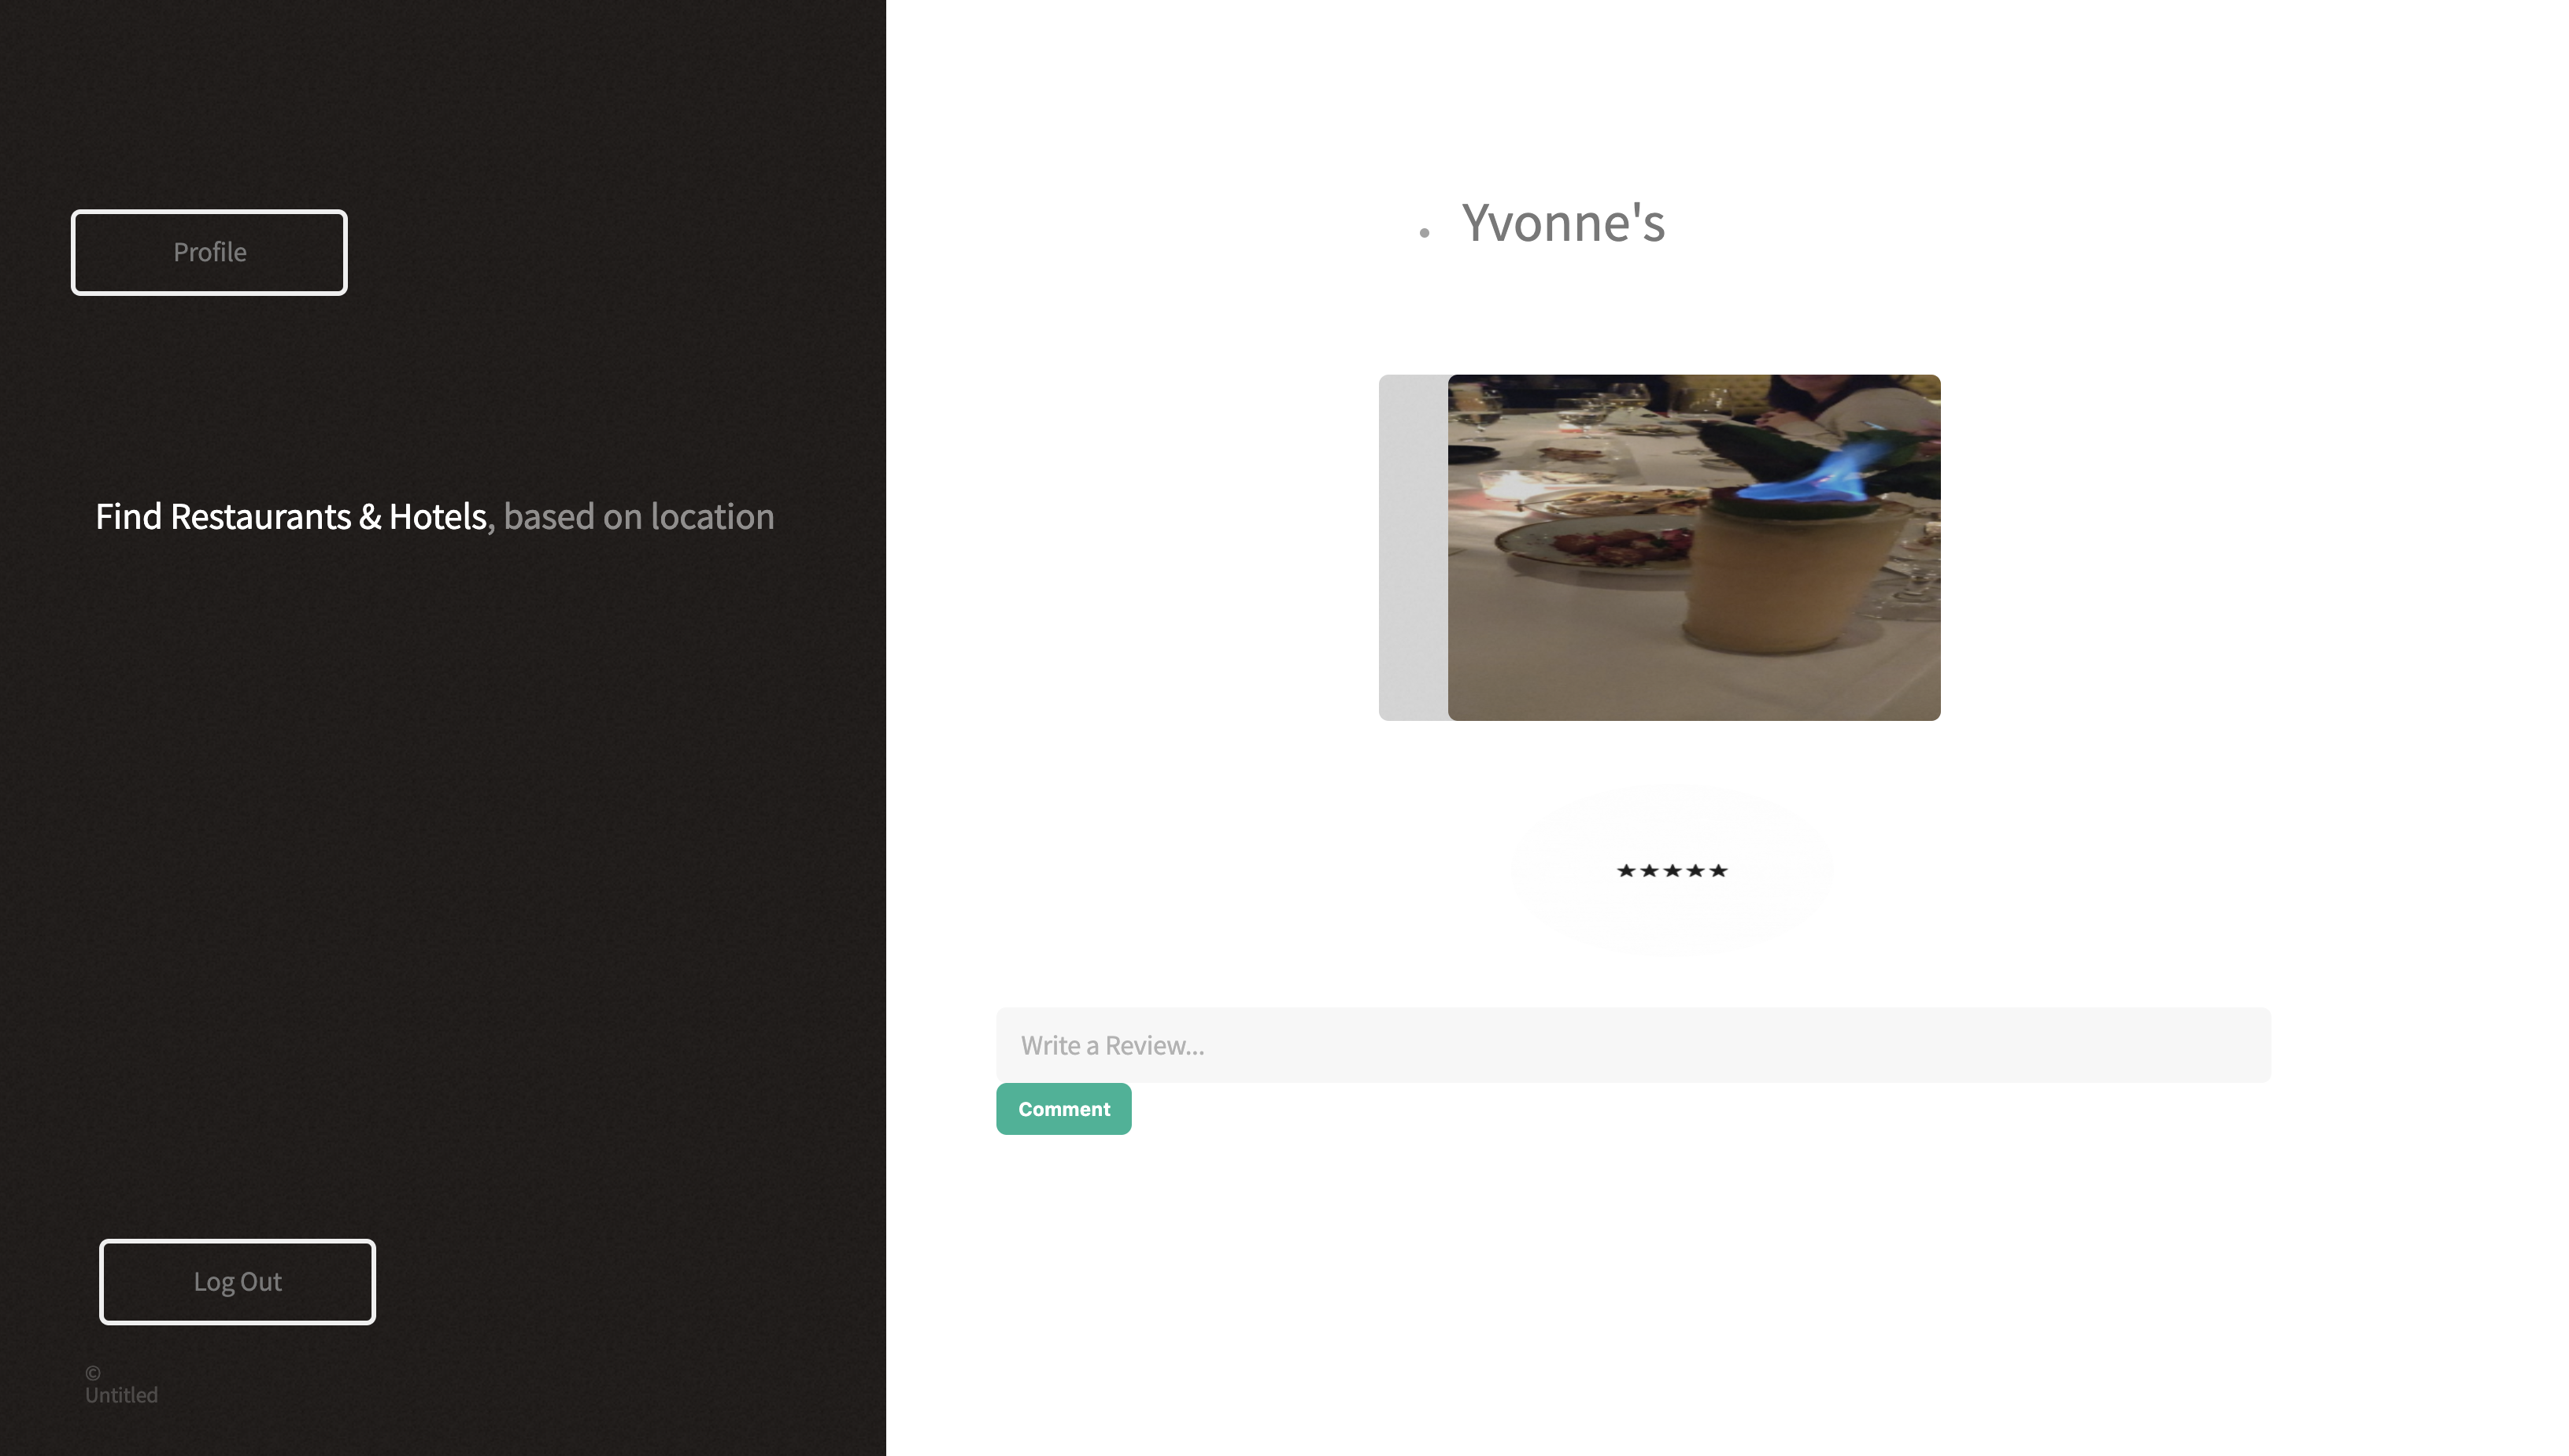 Profile
Find Restaurants & Hotels, based on location
Log Out
©
Untitled
• Yvonne's
★★★★★
Write a Review...
Comment